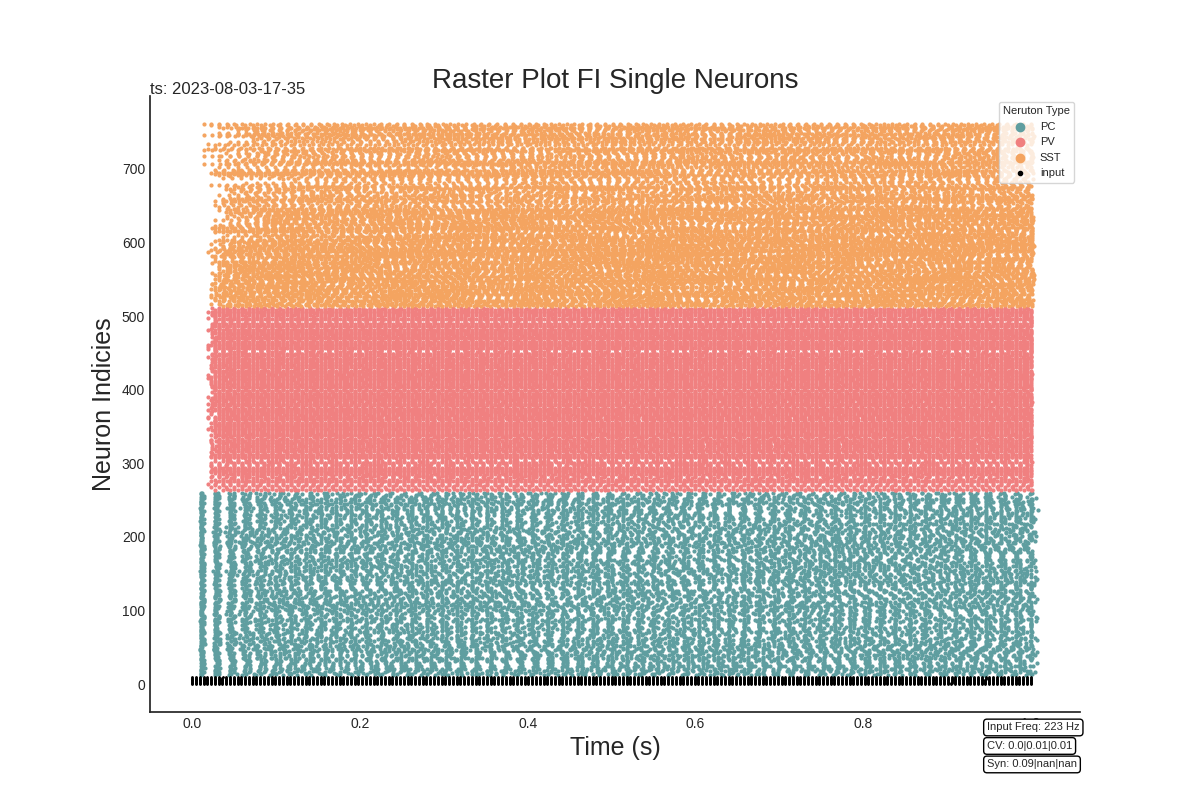 Raster Plot FI Single Neurons
ts: 2023-08-03-17-35
Neruton Type
PC
PV
SST
input
Neuron Indicies
700
600
500
400
300
200
100
0
0.0
0.2
0.4
0.6
0.8
Time (s)
Input Freq: 223 Hz
CV: 0.0|0.01|0.01
Syn: 0.09|nan|nan